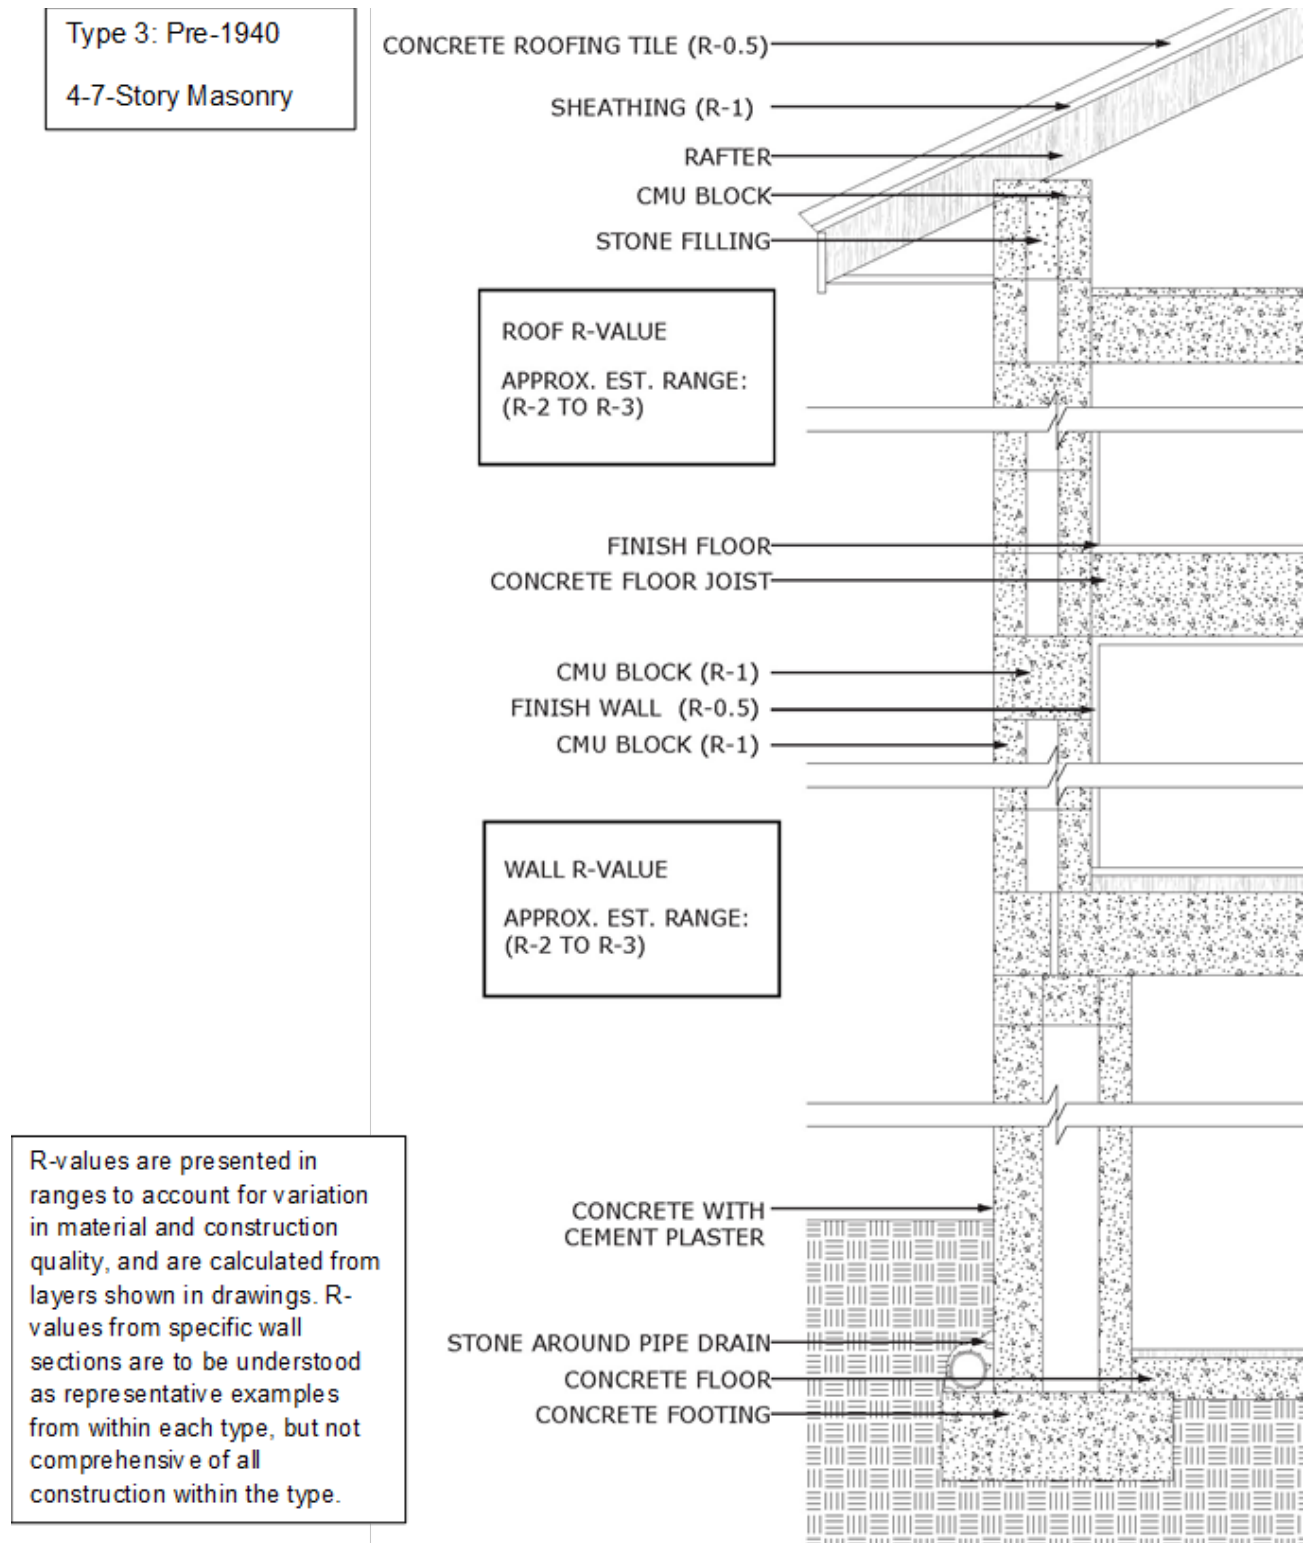 Type 3: Pre-1940
4-7-Story Masonry
CONCRETE ROOFING TILE (R-0.5)
SHEATHING (R-1)
RAFTER
CMU BLOCK
STONE FILLING
ROOF R-VALUE
APPROX. EST. RANGE:
(R-2 TO R-3)
FINISH FLOOR
CONCRETE FLOOR JOIST
CMU BLOCK (R-1)
FINISH WALL (R-0.5)
CMU BLOCK (R-1)
WALL R-VALUE
APPROX. EST. RANGE:
(R-2 TO R-3)
R-values are presented in
ranges to account for variation
in material and construction
quality, and are calculated from
layers shown in drawings. R-
values from specific wall
sections are to be understood
as representative examples
from within each type, but not
comprehensive of all
construction within the type.
CONCRETE WITH
CEMENT PLASTER
STONE AROUND PIPE DRAIN
CONCRETE FLOOR
CONCRETE FOOTING